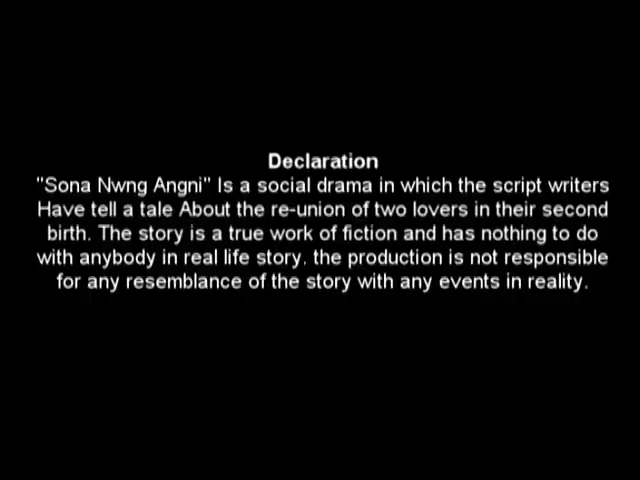 Declaration
"Sona Nwng Angni" Is a social drama in which the script writers
Have tell a tale About the re-union of two lovers in their second
birth. The story is a true work of fiction and has nothing to do
with anybody in real life story. the production is not responsible
for any resemblance of the story with any events in reality.